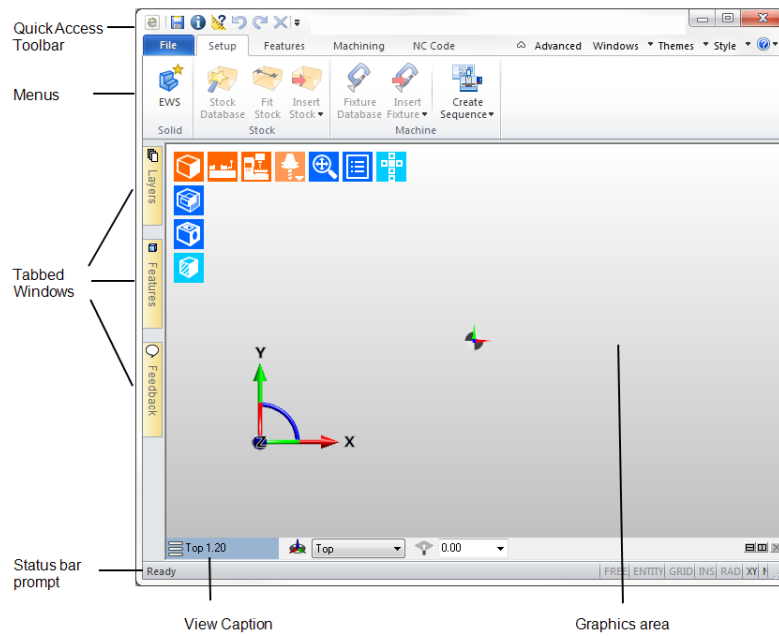 Quick Access
Toolbar
File Setup Features Machining NC Code Advanced Windows Themes Style
Menus
EWS Stock Database Fit Stock Insert Stock Fixture Database Insert Fixture Create Sequence
Solid Stock Machine
Layers
Tabbed
Windows
Features
Feedback
Y
Z X
Top 1.20 Top 0.00
Status bar
prompt
Ready FREE ENTITY GRID INS RAD XY
View Caption Graphics area